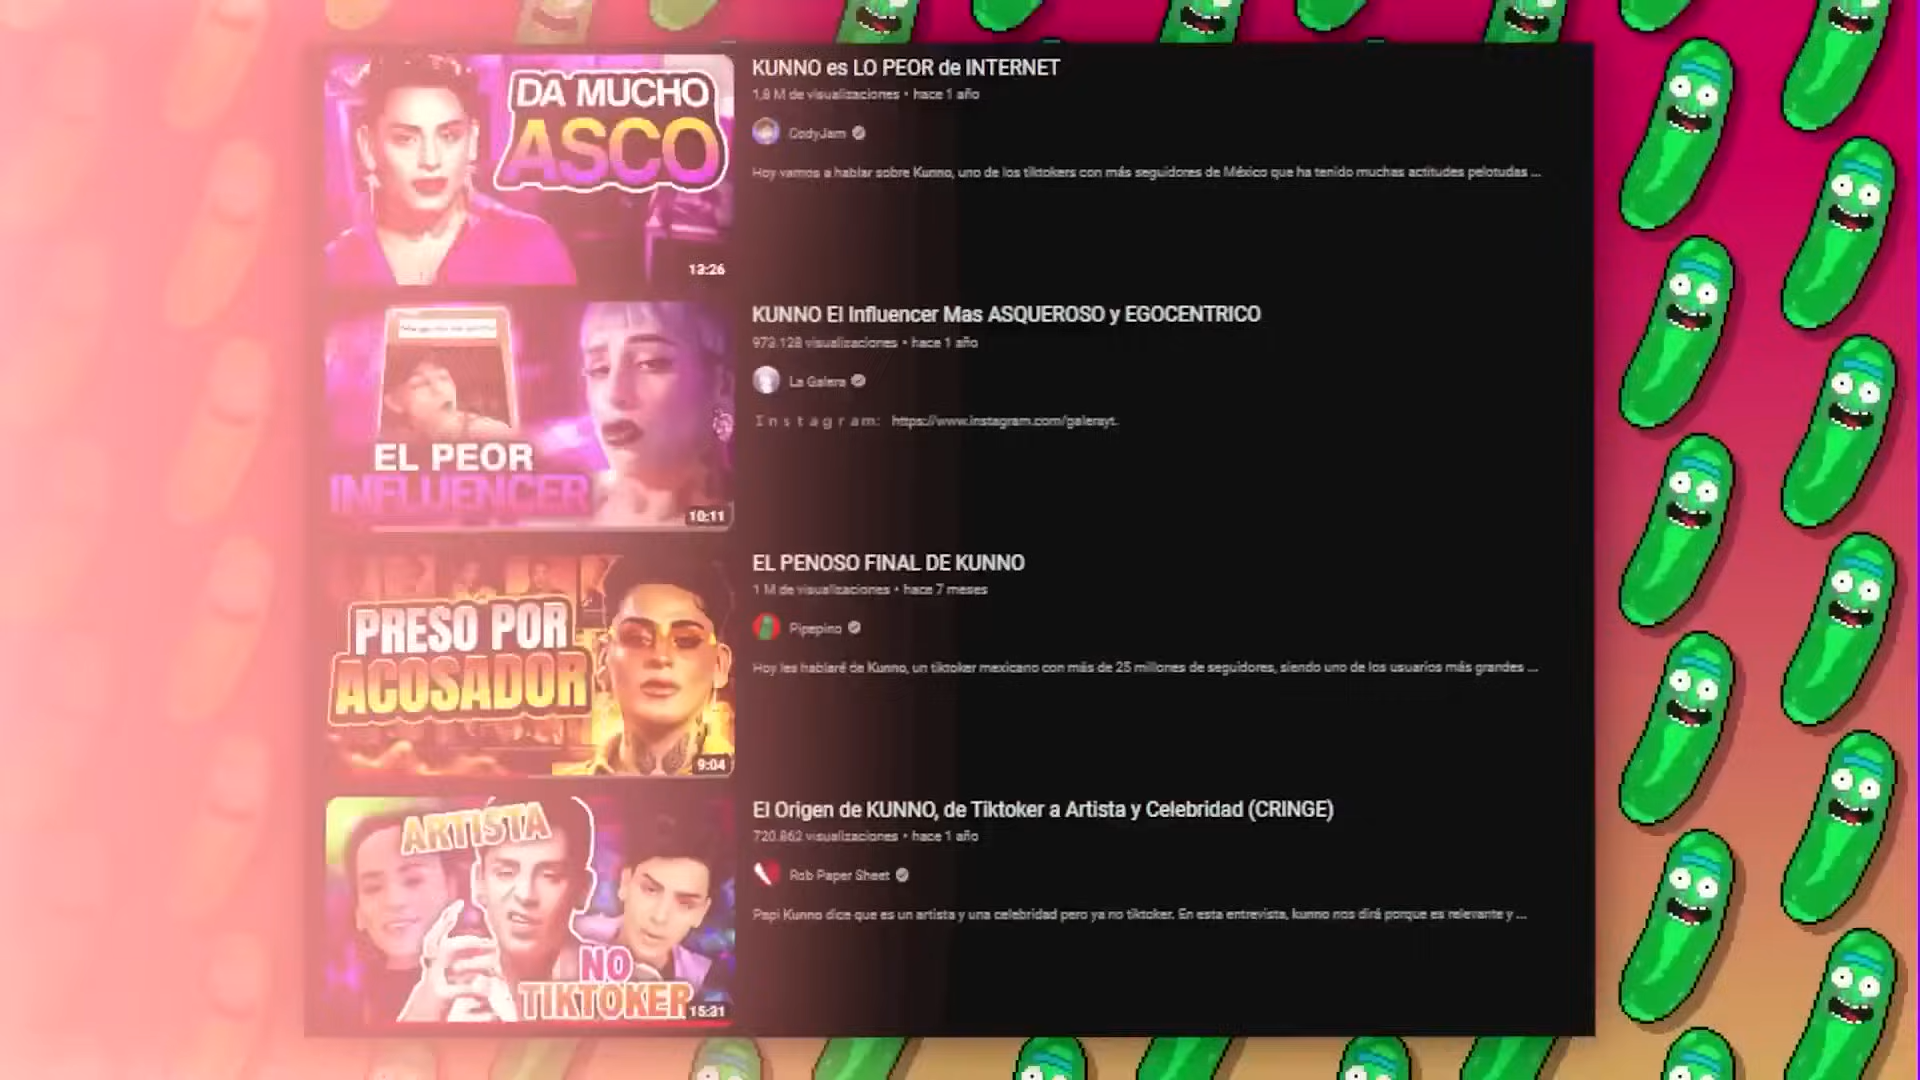 DA MUCHO
ASCO
13:26
KUNNO es LO PEOR de INTERNET
1,8 M de visualizaciones • hace 1 año
CodyJam
Hoy vamos a hablar sobre Kunno, uno de los tiktokers con más seguidores de México que ha tenido muchas actitudes pelotudas ...
EL PEOR
INFLUENCER
10:11
KUNNO El Influencer Mas ASQUEROSO y EGOCENTRICO
973.128 visualizaciones • hace 1 año
La Galera
Instagram: https://www.instagram.com/galerayt.
PRESO POR
ACOSADOR
9:04
EL PENOSO FINAL DE KUNNO
1 M de visualizaciones • hace 7 meses
Pipepino
Hoy les hablaré de Kunno, un tiktoker mexicano con más de 25 millones de seguidores, siendo uno de los usuarios más grandes ...
ARTISTA
NO
TIKTOKER
15:31
El Origen de KUNNO, de Tiktoker a Artista y Celebridad (CRINGE)
720.862 visualizaciones • hace 1 año
Rob Paper Sheet
Papi Kunno dice que es un artista y una celebridad pero ya no tiktoker. En esta entrevista, kunno nos dirá porque es relevante y ...